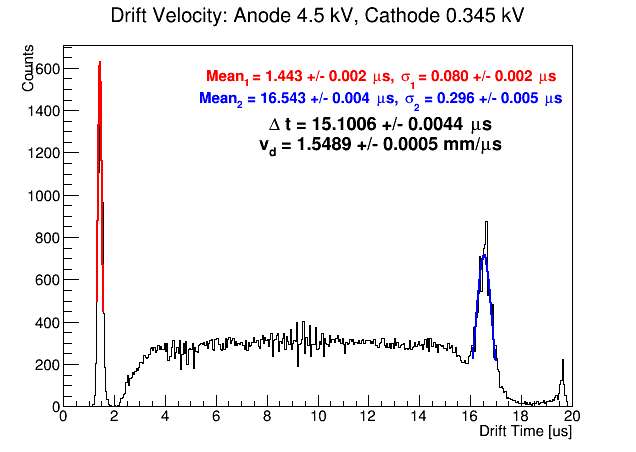 Drift Velocity: Anode 4.5 kV, Cathode 0.345 kV
Counts
1600
1400
1200
1000
800
600
400
200
0
Mean1 = 1.443 +/- 0.002 μs, σ1 = 0.080 +/- 0.002 μs
Mean2 = 16.543 +/- 0.004 μs, σ2 = 0.296 +/- 0.005 μs
Δ t = 15.1006 +/- 0.0044 μs
vd = 1.5489 +/- 0.0005 mm/μs
0 2 4 6 8 10 12 14 16 18 20
Drift Time [us]